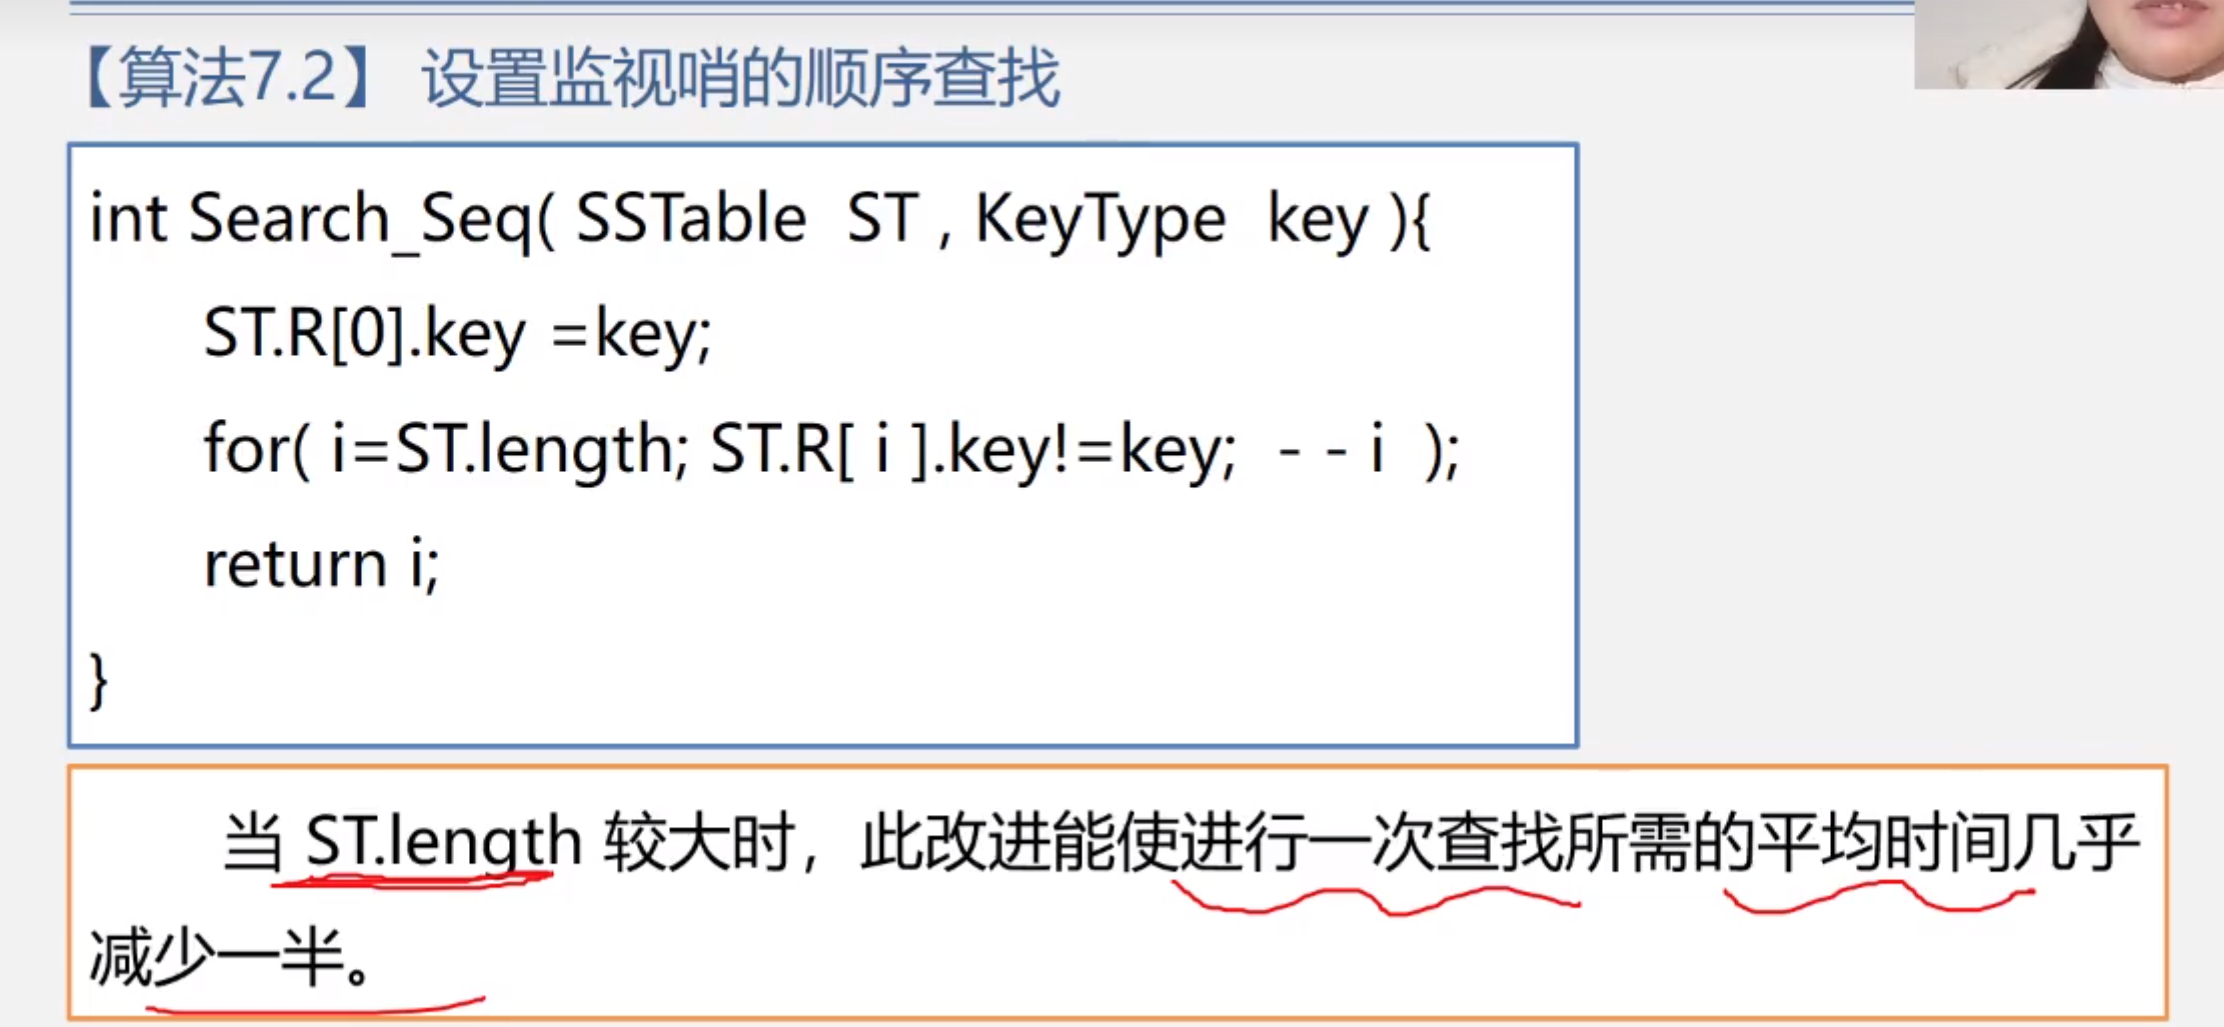 【算法7.2】 设置监视哨的顺序查找
int Search_Seq( SSTable  ST , KeyType  key ){
ST.R[0].key =key;
for( i=ST.length; ST.R[ i ].key!=key;  - - i  );
return i;
}
当 ST.length 较大时，此改进能使进行一次查找所需的平均时间几乎
减少一半。